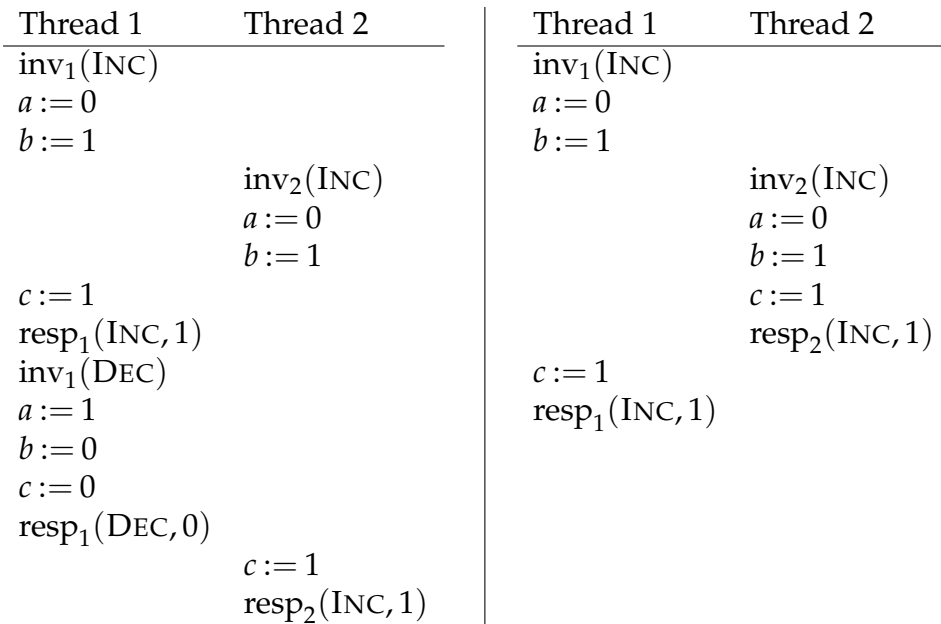 Thread 1 Thread 2 Thread 1 Thread 2
inv₁(INC) inv₁(INC)
a := 0 a := 0
b := 1 b := 1
inv₂(INC) inv₂(INC)
a := 0 a := 0
b := 1 b := 1
c := 1 c := 1
resp₁(INC, 1) resp₂(INC, 1)
inv₁(DEC) c := 1
a := 1 resp₁(INC, 1)
b := 0
c := 0
resp₁(DEC, 0)
c := 1
resp₂(INC, 1)